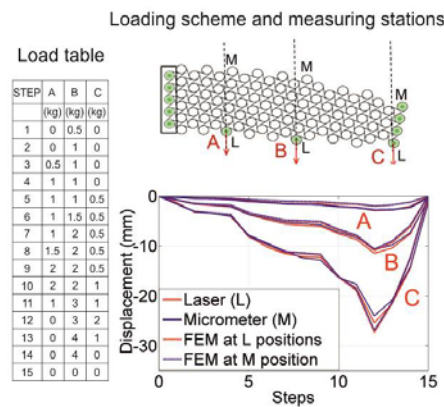 Loading scheme and measuring stations
Load table
STEP A B C
(kg) (kg) (kg)
1 0 0.5 0
2 0 1 0
3 0.5 1 0
4 1 1 0
5 1 1 0.5
6 1 1.5 0.5
7 1 2 0.5
8 1.5 2 0.5
9 2 2 0.5
10 2 2 1
11 1 3 1
12 0 3 2
13 0 4 1
14 0 4 0
15 0 0 0
M
M
M
A L
B L
C L
Displacement (mm)
0
-10
-20
-30
A
B
C
Laser (L)
Micrometer (M)
FEM at L positions
FEM at M position
0 5 10 15
Steps